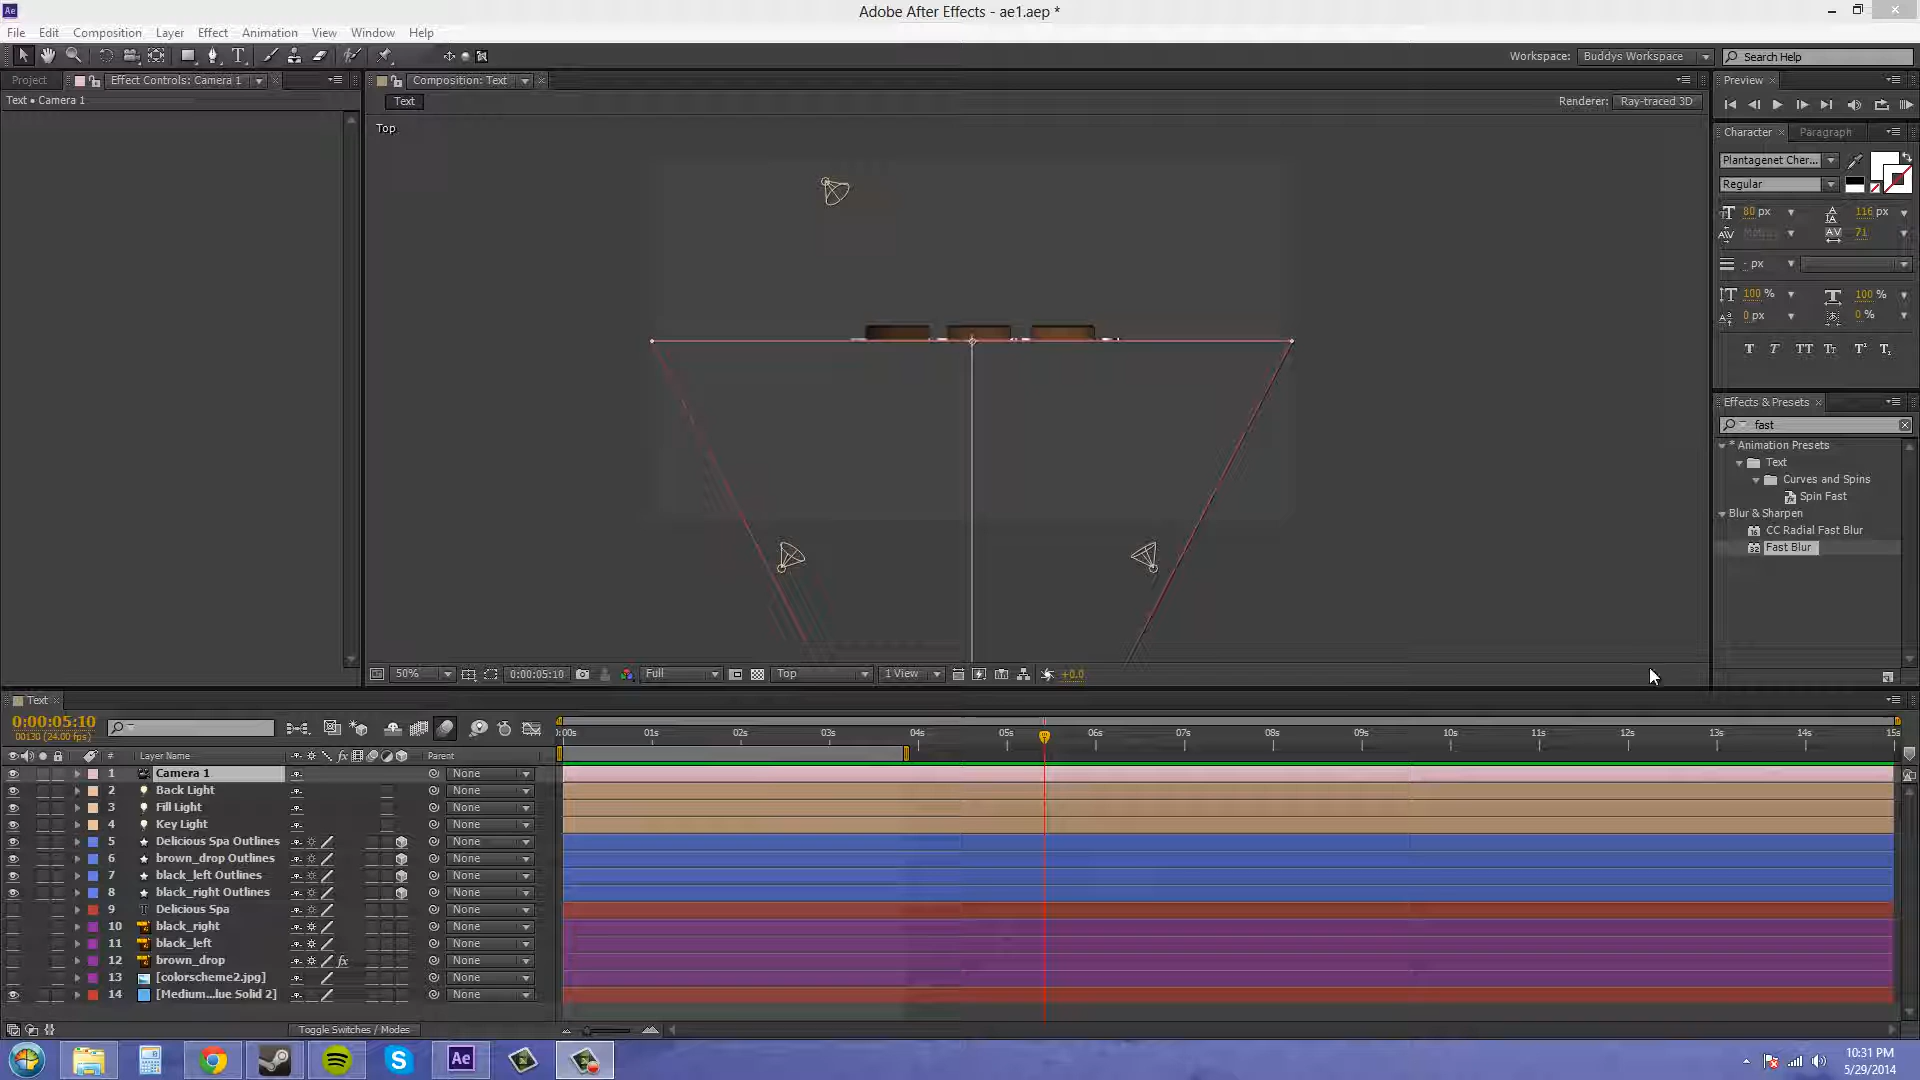 Adobe After Effects - ae1.aep *
File Edit Composition Layer Effect Animation View Window Help
Workspace: Buddys Workspace Search Help
Project Effect Controls: Camera 1 Composition: Text Preview
Text • Camera 1 Text Renderer: Ray-traced 3D
Top
Character Paragraph
Plantagenet Cher...
Regular
80 px 116 px
71
- px
100 % 100 %
0 px 0 %
T T TT Tт T¹ T₁
Effects & Presets
fast
* Animation Presets
Text
Curves and Spins
Spin Fast
Blur & Sharpen
CC Radial Fast Blur
Fast Blur
50% 0:00:05:10 Full Top 1 View +0.0
Text
0:00:05:10
00130 (24.00 fps)
:00s 01s 02s 03s 04s 05s 06s 07s 08s 09s 10s 11s 12s 13s 14s 15s
# Layer Name fx Parent
1 Camera 1 None
2 Back Light None
3 Fill Light None
4 Key Light None
5 Delicious Spa Outlines None
6 brown_drop Outlines None
7 black_left Outlines None
8 black_right Outlines None
9 T Delicious Spa None
10 black_right None
11 black_left None
12 brown_drop fx None
13 [colorscheme2.jpg] None
14 [Medium...lue Solid 2] None
Toggle Switches / Modes
Ae
10:31 PM
5/29/2014